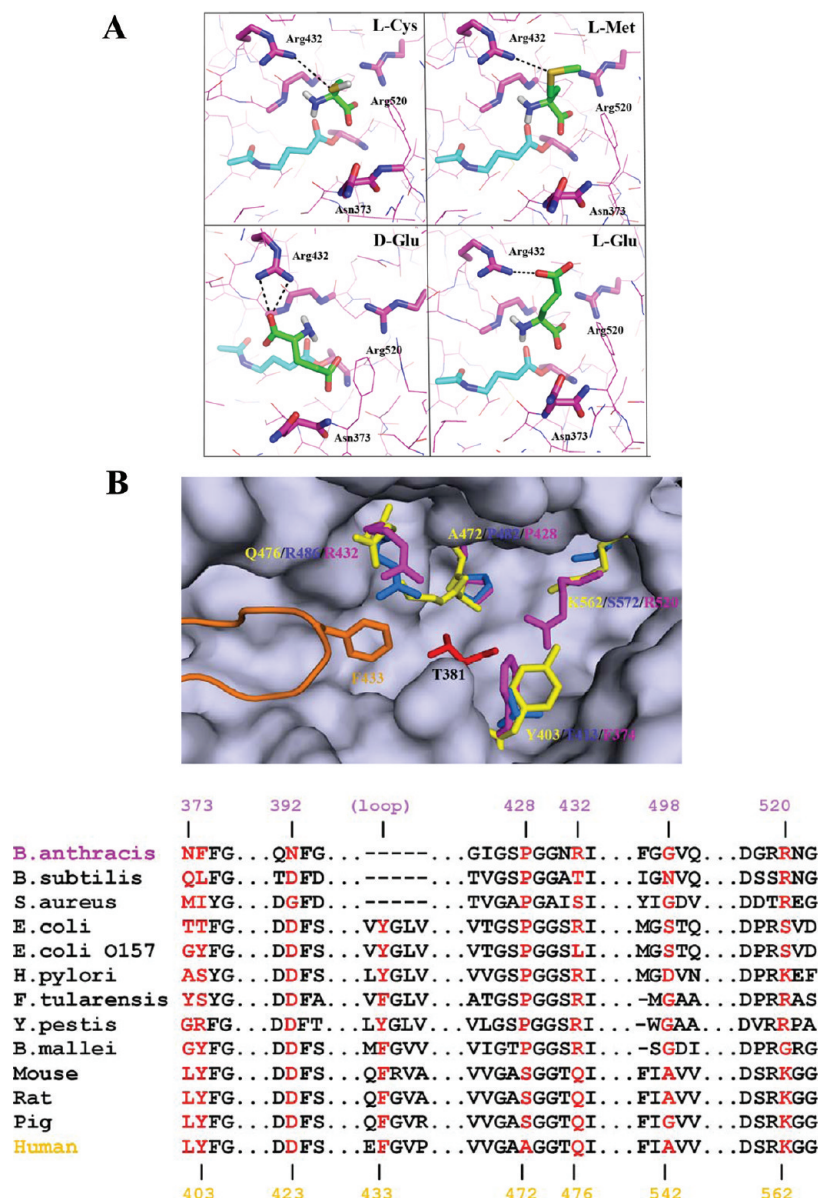 A
L-Cys
Arg432
Arg520
Asn373
L-Met
Arg432
Arg520
Asn373
D-Glu
Arg432
Arg520
Asn373
L-Glu
Arg432
Arg520
Asn373
B
A472/P482/P428
Q476/R486/R432
K562/S572/R520
F433
T381
373 392 (loop) 428 432 498 520
B.anthracis NFFG...QNFG...-----...GIGSPGGNRI...FGGVQ...DGRRNG
B.subtilis QLFG...TDFD...-----...TVGSPGGATI...IGNVQ...DSSRNG
S.aureus MIYG...DGFG...-----...TVGAPGAISI...YIGDV...DDTREG
E.coli TTFG...DDFS...VYGLV...VTGSPGGSRI...MGSTQ...DPRSVD
E.coli O157 GYFG...DDFS...VYGLV...VTGSPGGSLI...MGSTQ...DPRSVD
H.pylori ASYG...DDFS...LYGLV...VVGSPGGSRI...MGDVN...DPRKEF
F.tularensis YSYG...DDFA...VFGLV...ATGSPGGSRI...-MGAA...DPRRAS
Y.pestis GRFG...DDFT...LYGLV...VLGSPGGSRI...-WGAA...DVRRPA
B.mallei GYFG...DDFS...MFGVV...VIGTPGGSRI...-SGDI...DPRGRG
Mouse LYFG...DDFS...QFRVA...VVGASGGTQI...FIAVV...DSRKGG
Rat LYFG...DDFS...QFGVA...VVGASGGTQI...FIAVV...DSRKGG
Pig LYFG...DDFS...QFGVR...VVGASGGTQI...FIGVV...DSRKGG
Human LYFG...DDFS...EFGVP...VVGAAGGTQI...FIAVV...DSRKGG
403 423 433 472 476 542 562